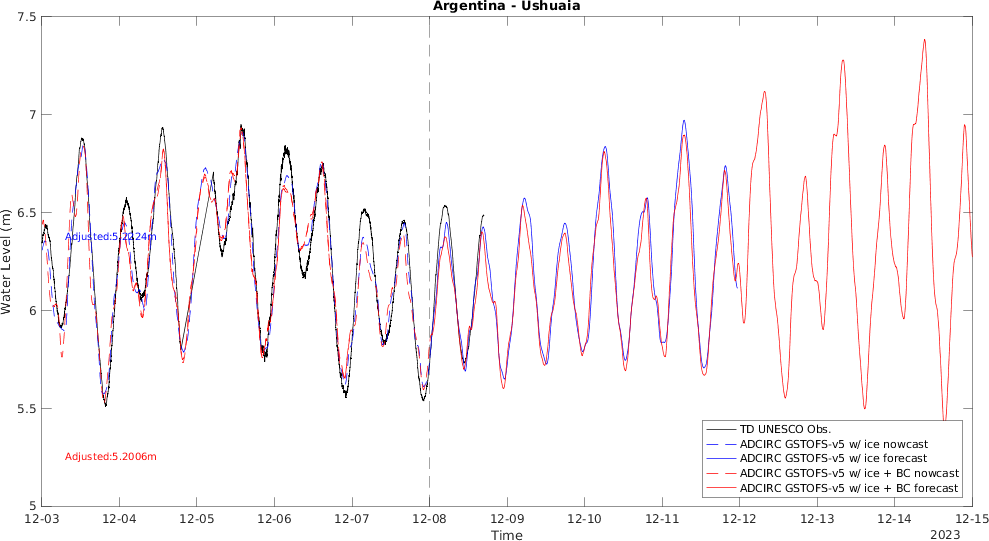 Argentina - Ushuaia
7.5
7
6.5
6
5.5
5
Water Level (m)
Adjusted:5.2224m
Adjusted:5.2006m
TD UNESCO Obs.
ADCIRC GSTOFS-v5 w/ ice nowcast
ADCIRC GSTOFS-v5 w/ ice forecast
ADCIRC GSTOFS-v5 w/ ice + BC nowcast
ADCIRC GSTOFS-v5 w/ ice + BC forecast
12-03 12-04 12-05 12-06 12-07 12-08 12-09 12-10 12-11 12-12 12-13 12-14 12-15
Time
2023